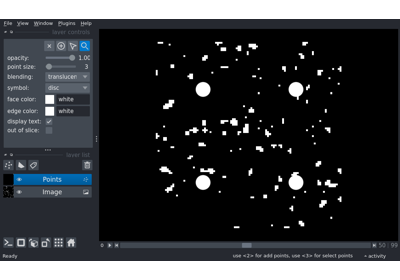 File View Window Plugins Help
layer controls
opacity: 1.00
point size: 3
blending: translucen
symbol: disc
face color: white
edge color: white
display text:
out of slice:
layer list
Points
Image
0 50 99
Ready use <2> for add points, use <3> for select points activity